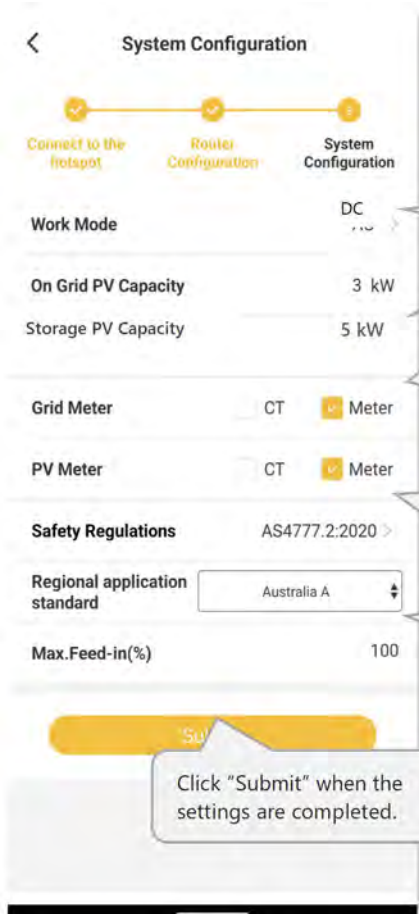 System Configuration
Connect to the Router System
hotspot Configuration Configuration
DC
Work Mode
On Grid PV Capacity 3 kW
Storage PV Capacity 5 kW
Grid Meter CT Meter
PV Meter CT Meter
Safety Regulations AS4777.2:2020
Regional application
standard
Australia A
Max.Feed-in(%) 100
Click "Submit" when the
settings are completed.